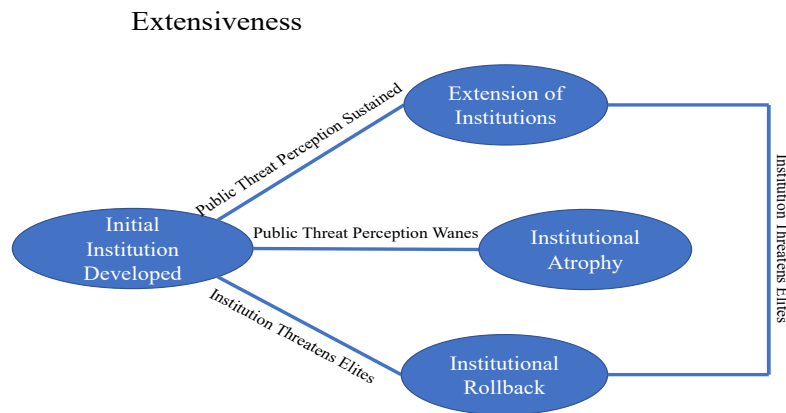 Extensiveness
Public Threat Perception Sustained
Extension of
Institutions
Initial
Institution
Developed
Public Threat Perception Wanes
Institutional
Atrophy
Institution Threatens Elites
Institutional
Rollback
Institution Threatens Elites